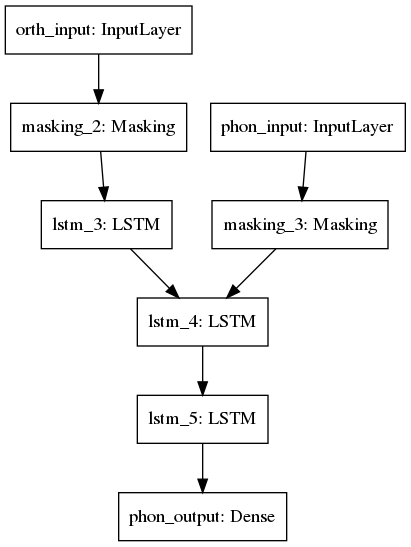 orth_input: InputLayer
masking_2: Masking
phon_input: InputLayer
lstm_3: LSTM
masking_3: Masking
lstm_4: LSTM
lstm_5: LSTM
phon_output: Dense